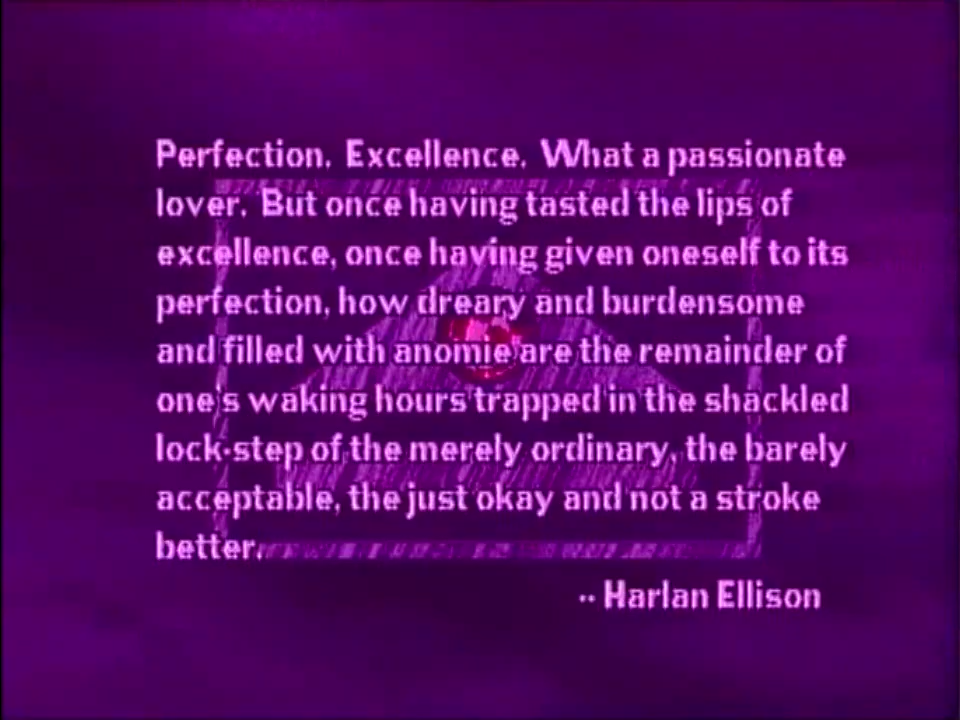 Perfection. Excellence. What a passionate
lover. But once having tasted the lips of
excellence, once having given oneself to its
perfection, how dreary and burdensome
and filled with anomie are the remainder of
one's waking hours trapped in the shackled
lock-step of the merely ordinary, the barely
acceptable, the just okay and not a stroke
better.
-- Harlan Ellison